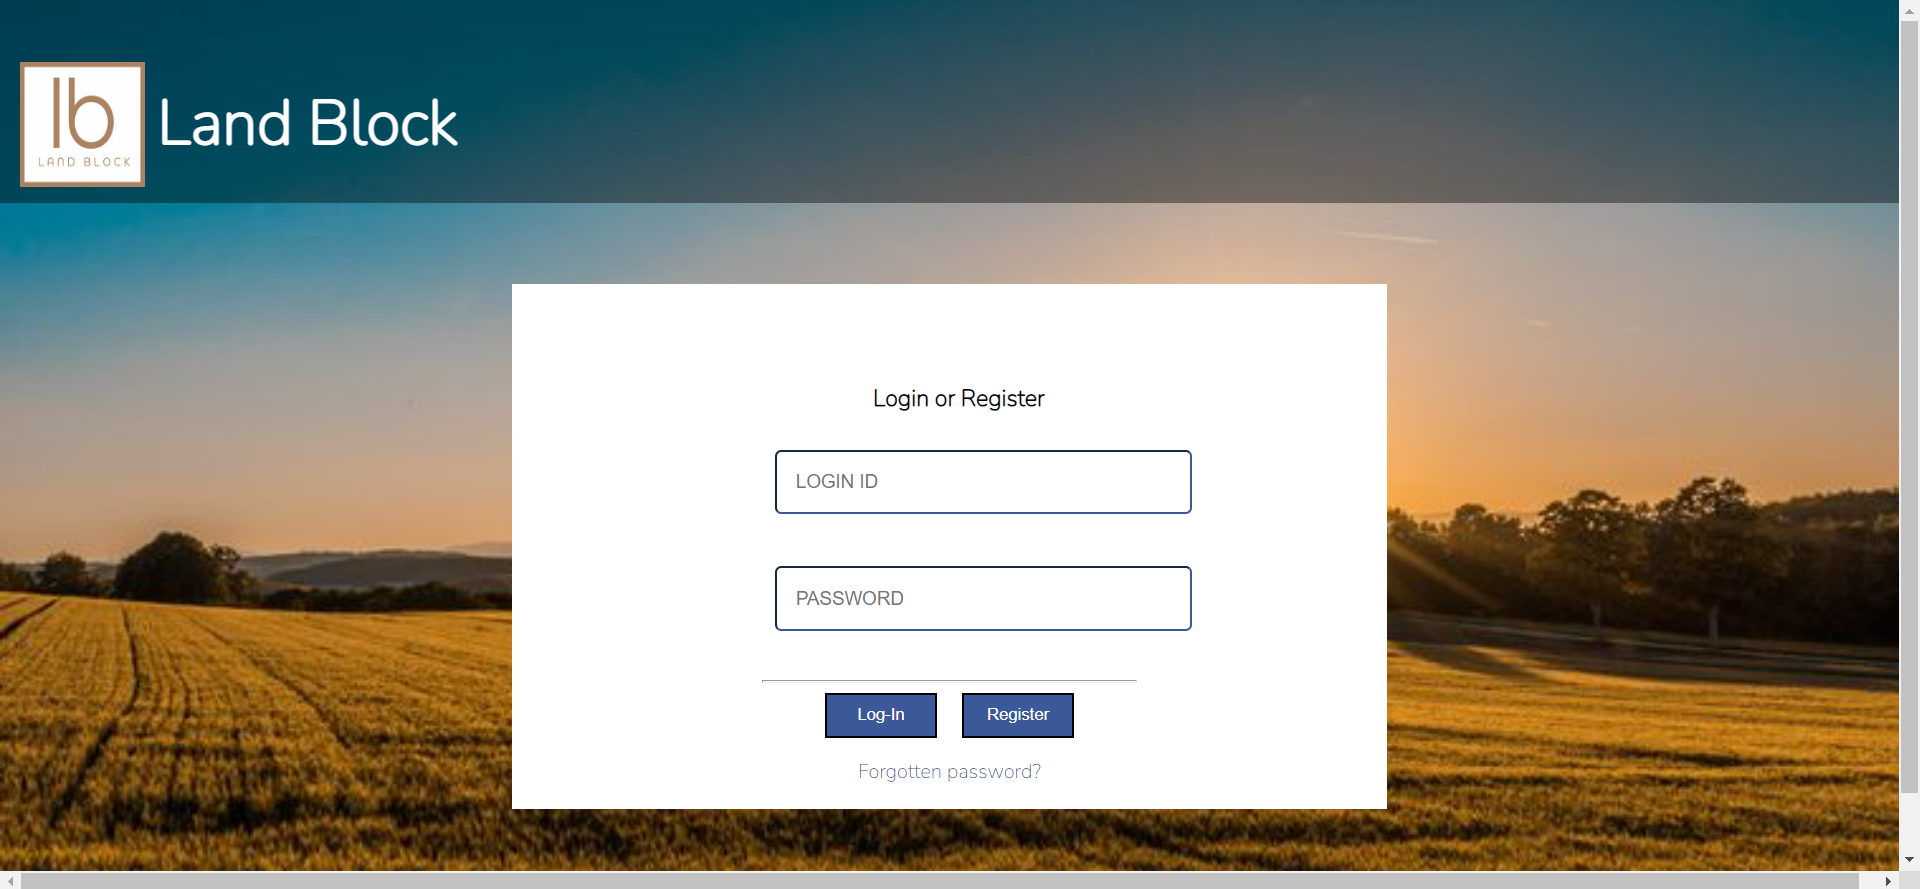 lb
LAND BLOCK
Land Block
Login or Register
LOGIN ID
PASSWORD
Log-In
Register
Forgotten password?